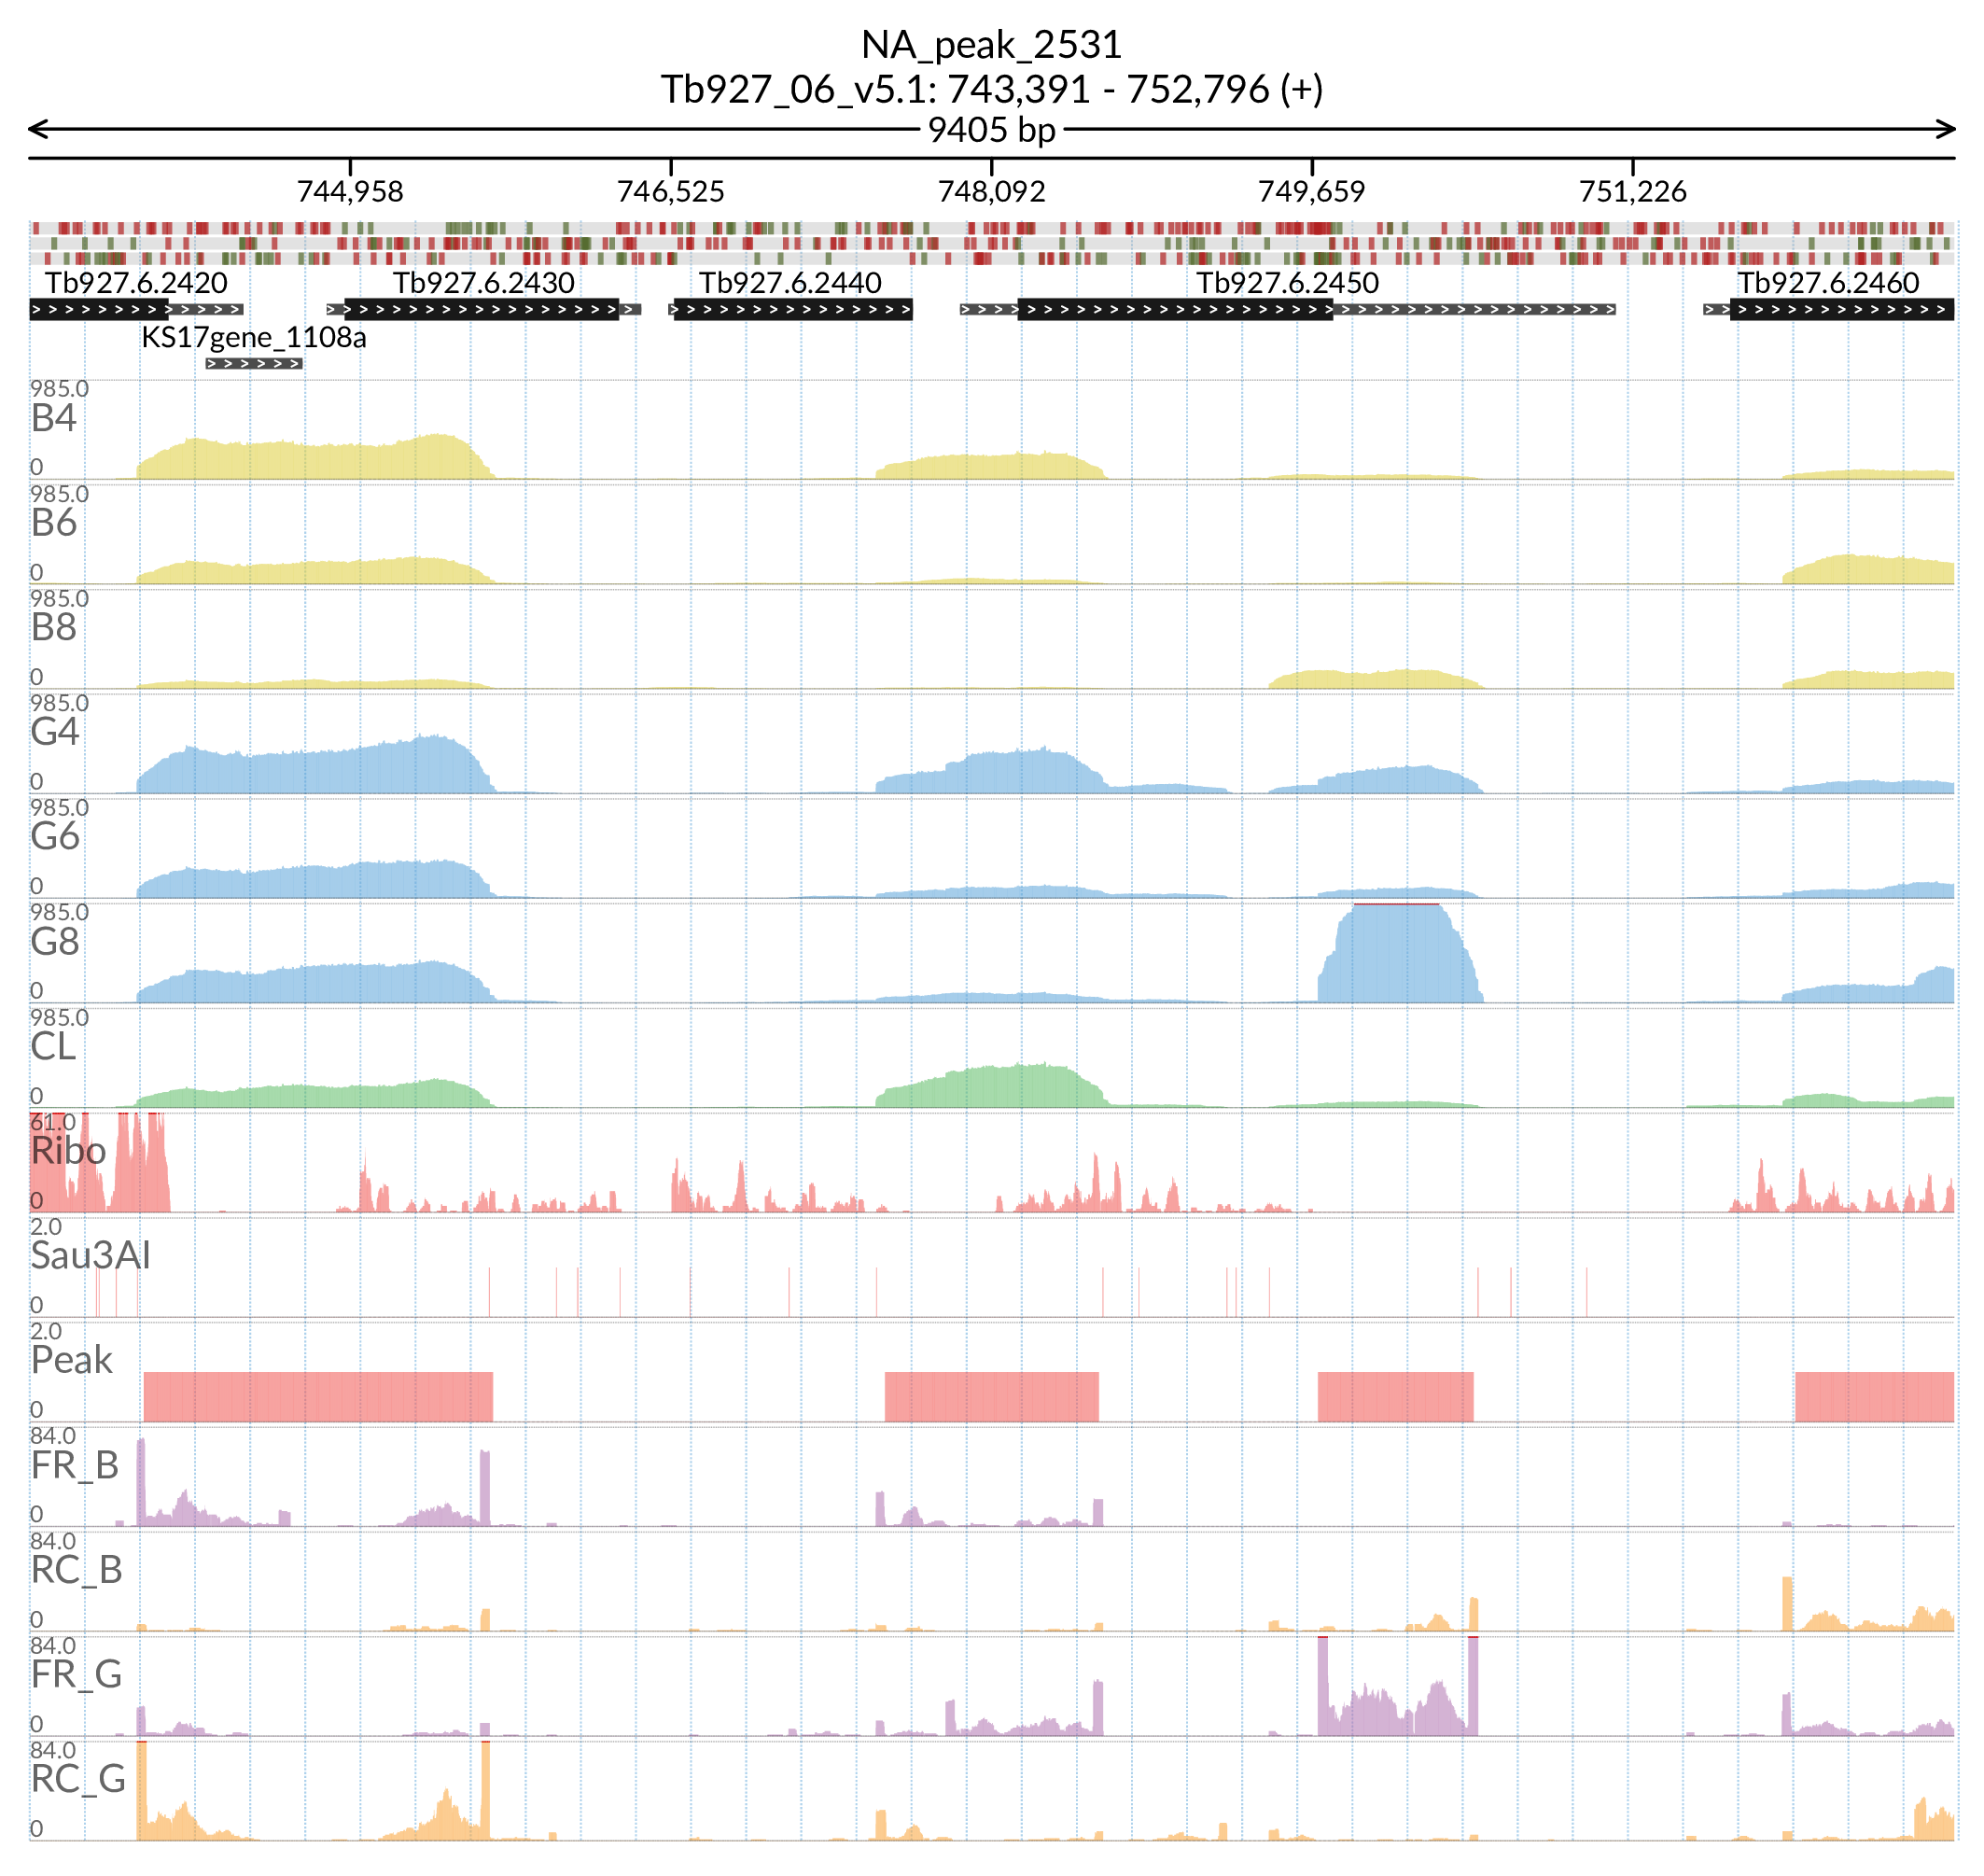 NA_peak_2531
Tb927_06_v5.1: 743,391 - 752,796 (+)
9405 bp
744,958 746,525 748,092 749,659 751,226
Tb927.6.2420 Tb927.6.2430 Tb927.6.2440 Tb927.6.2450 Tb927.6.2460
KS17gene_1108a
985.0
B4
0
985.0
B6
0
985.0
B8
0
985.0
G4
0
985.0
G6
0
985.0
G8
0
985.0
CL
0
61.0
Ribo
0
2.0
Sau3AI
0
2.0
Peak
0
84.0
FR_B
0
84.0
RC_B
0
84.0
FR_G
0
84.0
RC_G
0